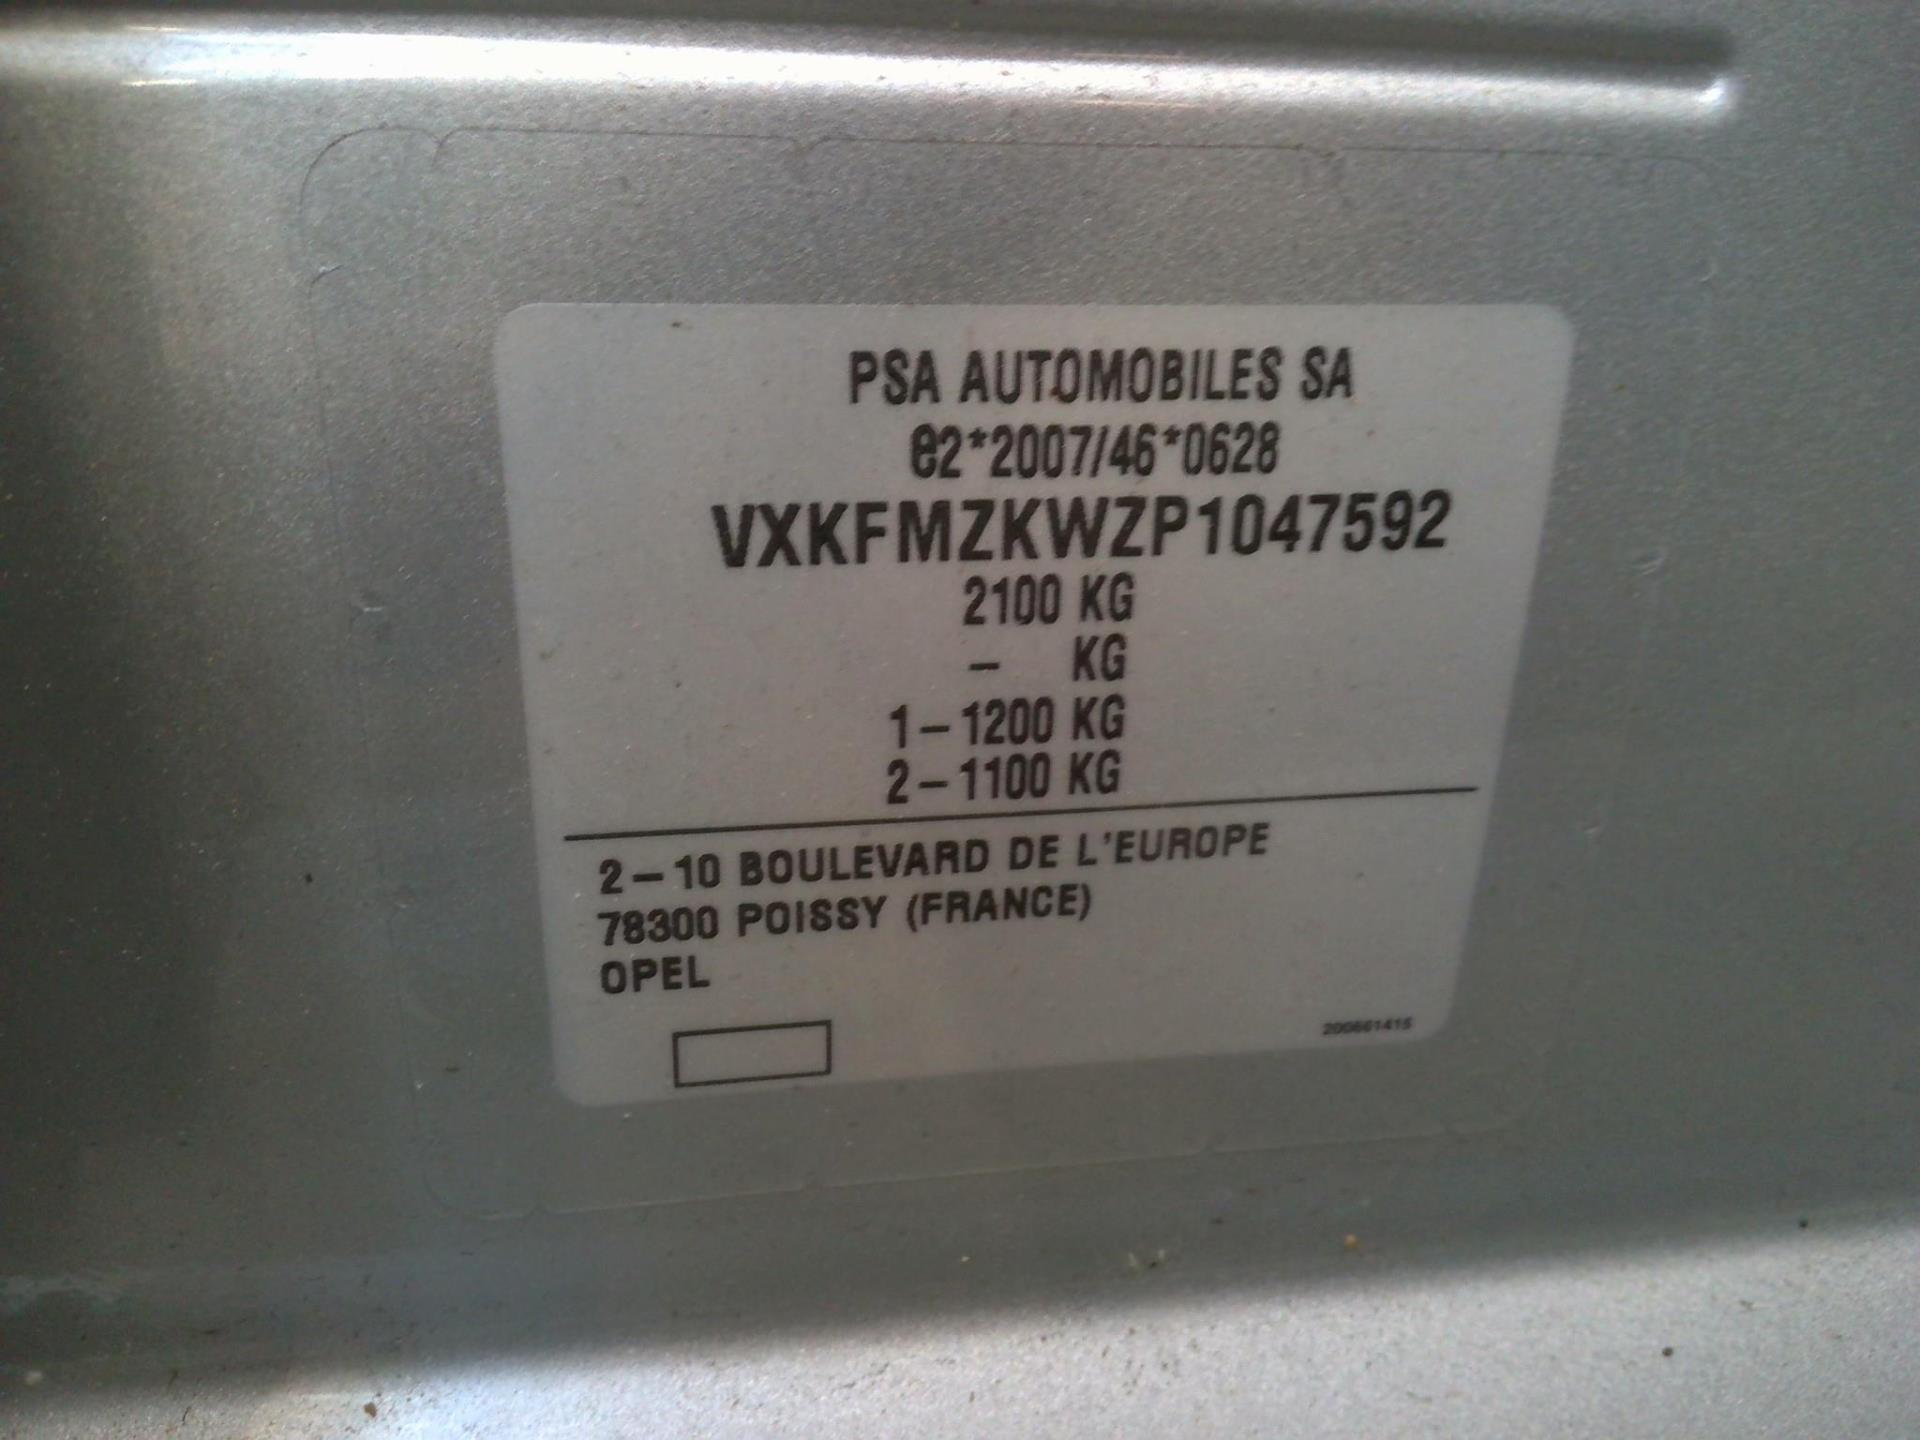 PSA AUTOMOBILES SA
e2*2007/46*0628
VXKFMZKWZP1047592
2100 KG
- KG
1-1200 KG
2-1100 KG
2-10 BOULEVARD DE L'EUROPE
78300 POISSY (FRANCE)
OPEL